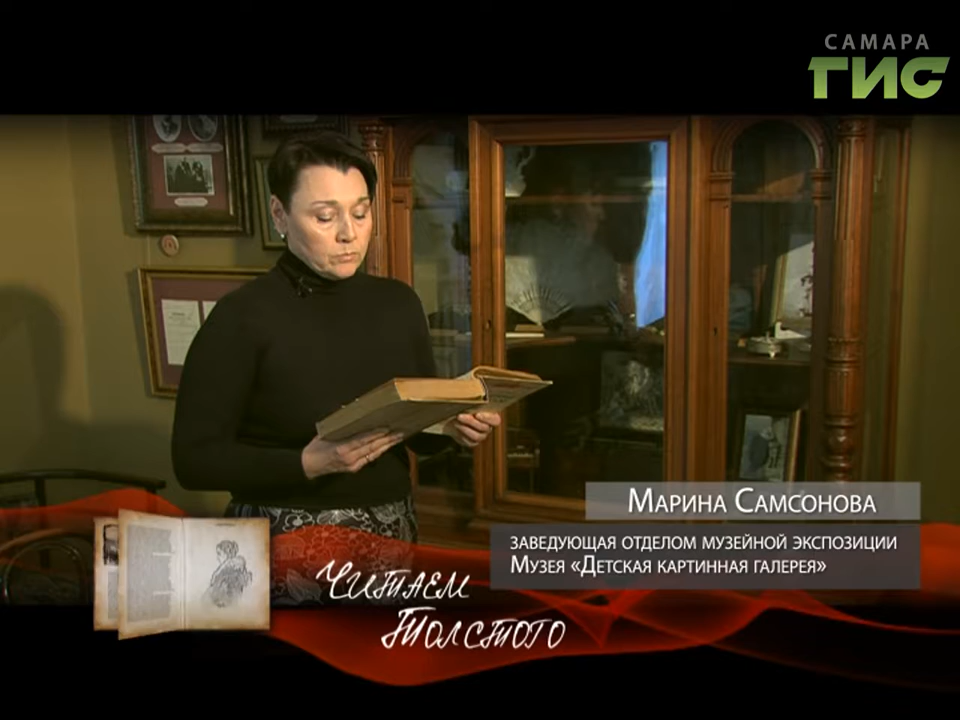 САМАРА
ГИС
МАРИНА САМСОНОВА
ЗАВЕДУЮЩАЯ ОТДЕЛОМ МУЗЕЙНОЙ ЭКСПОЗИЦИИ
МУЗЕЯ «ДЕТСКАЯ КАРТИННАЯ ГАЛЕРЕЯ»
Читаем
Толстого